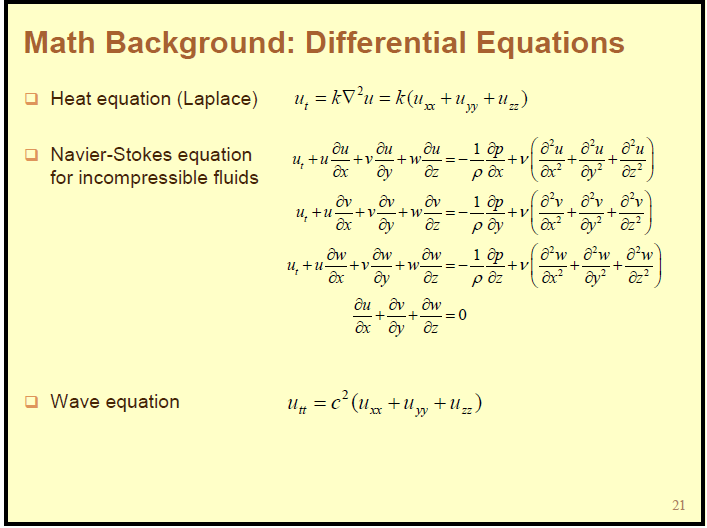 Math Background: Differential Equations
❑ Heat equation (Laplace) u_t = k∇²u = k(u_xx + u_yy + u_zz)
❑ Navier-Stokes equation
for incompressible fluids
u_t + u ∂u/∂x + v ∂u/∂y + w ∂u/∂z = − 1/ρ ∂p/∂x + ν(∂²u/∂x² + ∂²u/∂y² + ∂²u/∂z²)
u_t + u ∂v/∂x + v ∂v/∂y + w ∂v/∂z = − 1/ρ ∂p/∂y + ν(∂²v/∂x² + ∂²v/∂y² + ∂²v/∂z²)
u_t + u ∂w/∂x + v ∂w/∂y + w ∂w/∂z = − 1/ρ ∂p/∂z + ν(∂²w/∂x² + ∂²w/∂y² + ∂²w/∂z²)
∂u/∂x + ∂v/∂y + ∂w/∂z = 0
❑ Wave equation u_tt = c²(u_xx + u_yy + u_zz)
21